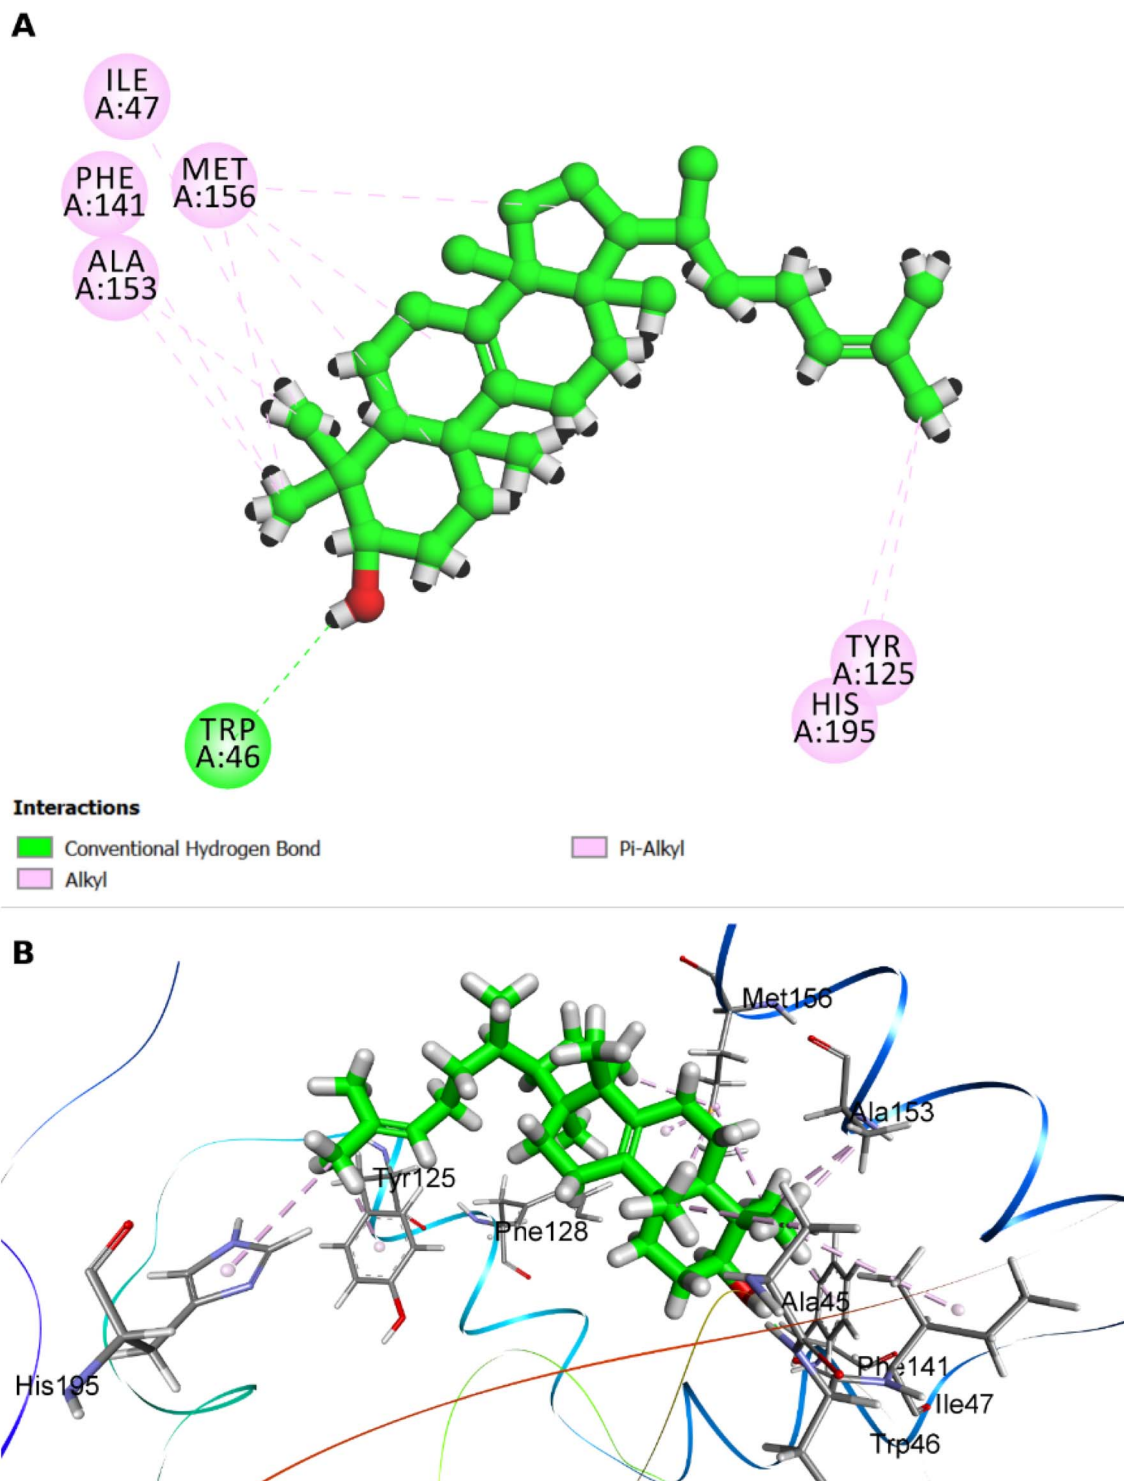 A
ILE
A:47
PHE
A:141
MET
A:156
ALA
A:153
TYR
A:125
HIS
A:195
TRP
A:46
Interactions
Conventional Hydrogen Bond
Pi-Alkyl
Alkyl
B
Met156
Ala153
Tyr125
Pne128
Ala45
His195
Phe141
Ile47
Trp46